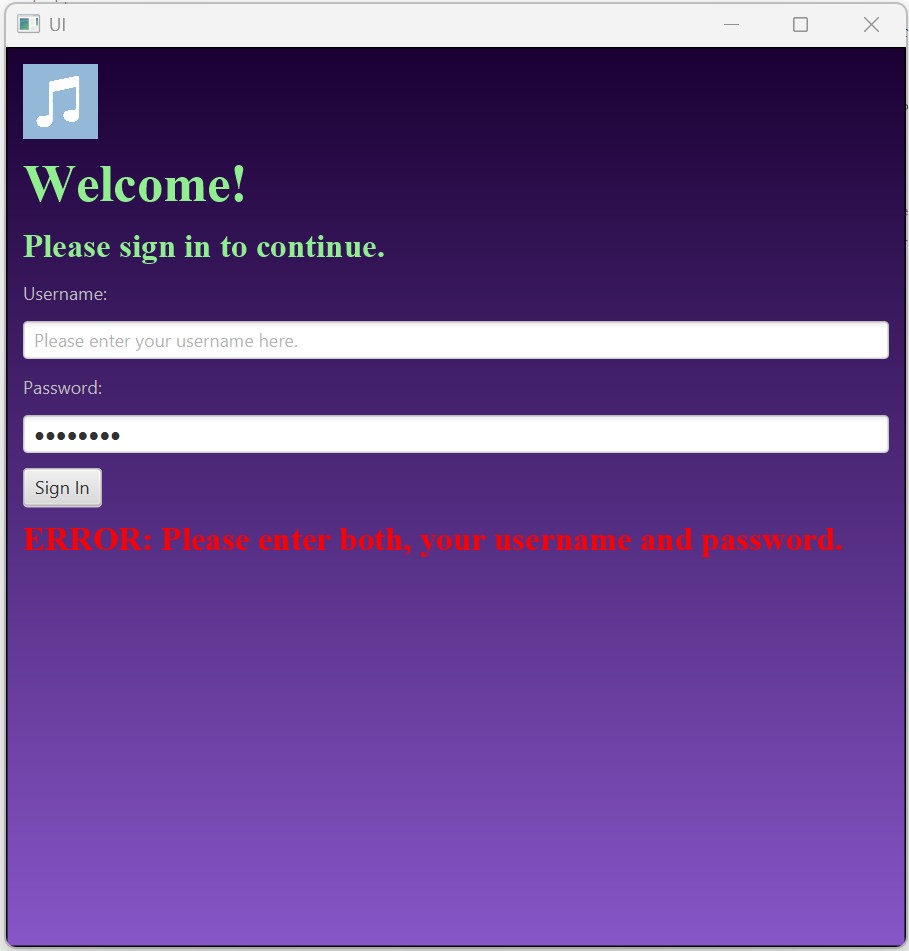 UI
Welcome!
Please sign in to continue.
Username:
Please enter your username here.
Password:
●●●●●●●●
Sign In
ERROR: Please enter both, your username and password.